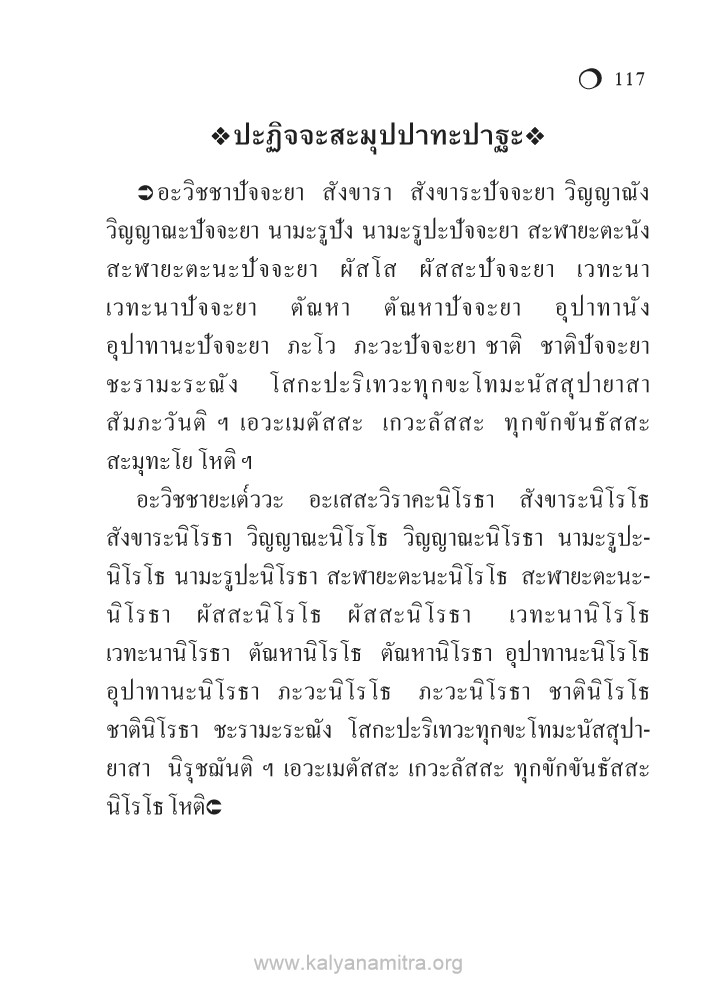 117
❖ปะฏิจจะสะมุปปาทะปาฐะ❖
➲อะวิชชาปัจจะยา สังขารา สังขาระปัจจะยา วิญญาณัง
วิญญาณะปัจจะยา นามะรูปัง นามะรูปะปัจจะยา สะฬายะตะนัง
สะฬายะตะนะปัจจะยา ผัสโส ผัสสะปัจจะยา เวทะนา
เวทะนาปัจจะยา ตัณหา ตัณหาปัจจะยา อุปาทานัง
อุปาทานะปัจจะยา ภะโว ภะวะปัจจะยา ชาติ ชาติปัจจะยา
ชะรามะระณัง โสกะปะริเทวะทุกขะโทมะนัสสุปายาสา
สัมภะวันติ ฯ เอวะเมตัสสะ เกวะลัสสะ ทุกขักขันธัสสะ
สะมุทะโย โหติ ฯ
อะวิชชายะเต์ววะ อะเสสะวิราคะนิโรธา สังขาระนิโรโธ
สังขาระนิโรธา วิญญาณะนิโรโธ วิญญาณะนิโรธา นามะรูปะ-
นิโรโธ นามะรูปะนิโรธา สะฬายะตะนะนิโรโธ สะฬายะตะนะ-
นิโรธา ผัสสะนิโรโธ ผัสสะนิโรธา เวทะนานิโรโธ
เวทะนานิโรธา ตัณหานิโรโธ ตัณหานิโรธา อุปาทานะนิโรโธ
อุปาทานะนิโรธา ภะวะนิโรโธ ภะวะนิโรธา ชาตินิโรโธ
ชาตินิโรธา ชะรามะระณัง โสกะปะริเทวะทุกขะโทมะนัสสุปา-
ยาสา นิรุชฌันติ ฯ เอวะเมตัสสะ เกวะลัสสะ ทุกขักขันธัสสะ
นิโรโธ โหติ
www.kalyanamitra.org